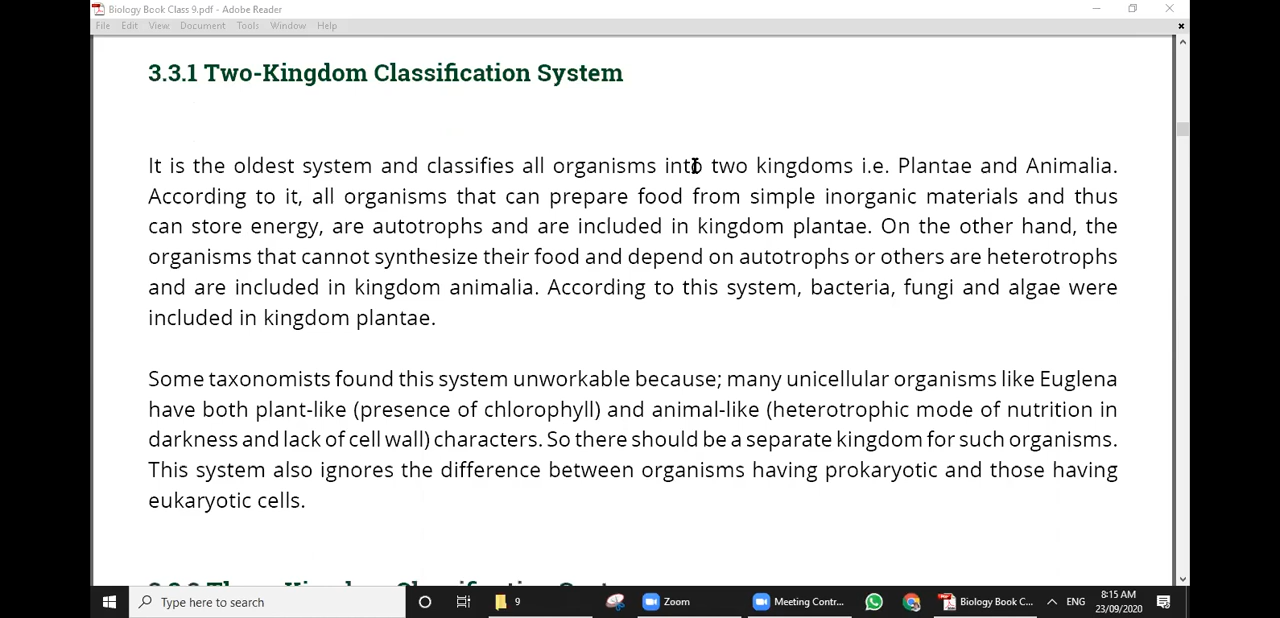 Biology Book Class 9.pdf - Adobe Reader
File Edit View Document Tools Window Help
3.3.1 Two-Kingdom Classification System
It is the oldest system and classifies all organisms into two kingdoms i.e. Plantae and Animalia.
According to it, all organisms that can prepare food from simple inorganic materials and thus
can store energy, are autotrophs and are included in kingdom plantae. On the other hand, the
organisms that cannot synthesize their food and depend on autotrophs or others are heterotrophs
and are included in kingdom animalia. According to this system, bacteria, fungi and algae were
included in kingdom plantae.
Some taxonomists found this system unworkable because; many unicellular organisms like Euglena
have both plant-like (presence of chlorophyll) and animal-like (heterotrophic mode of nutrition in
darkness and lack of cell wall) characters. So there should be a separate kingdom for such organisms.
This system also ignores the difference between organisms having prokaryotic and those having
eukaryotic cells.
Type here to search
9
Zoom
Meeting Contr...
Biology Book C...
ENG
8:15 AM
23/09/2020